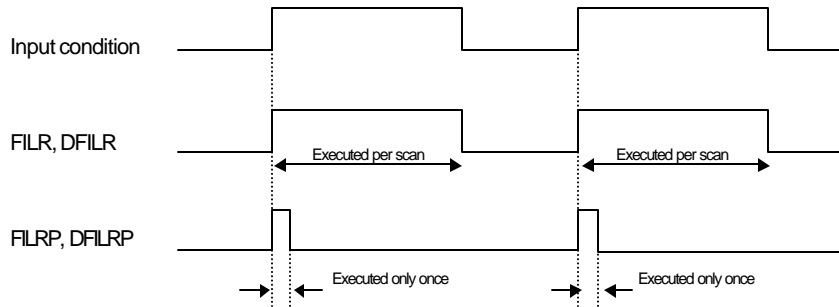 Input condition
FILR, DFILR
Executed per scan
Executed per scan
FILRP, DFILRP
Executed only once
Executed only once